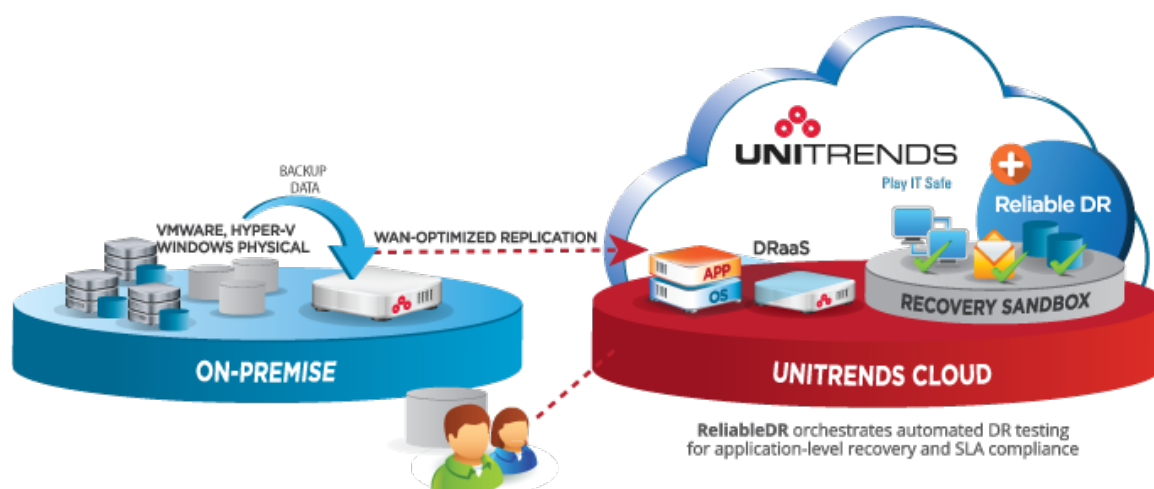 BACKUP
DATA
VMWARE, HYPER-V
WINDOWS PHYSICAL
WAN-OPTIMIZED REPLICATION
ON-PREMISE
UNITRENDS
Play IT Safe
Reliable DR
DRaaS
APP
OS
RECOVERY SANDBOX
UNITRENDS CLOUD
ReliableDR orchestrates automated DR testing
for application-level recovery and SLA compliance